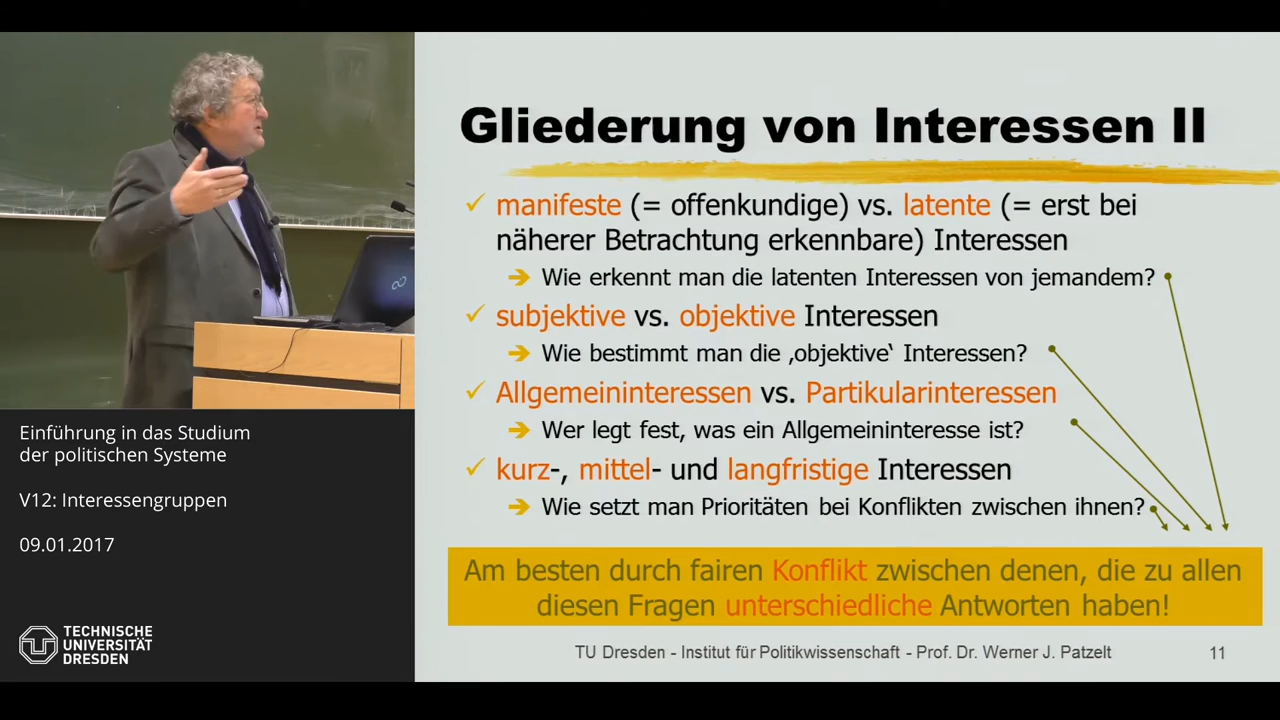 Gliederung von Interessen II
✓ manifeste (= offenkundige) vs. latente (= erst bei
näherer Betrachtung erkennbare) Interessen
➔ Wie erkennt man die latenten Interessen von jemandem?
✓ subjektive vs. objektive Interessen
➔ Wie bestimmt man die ‚objektive‘ Interessen?
✓ Allgemeininteressen vs. Partikularinteressen
➔ Wer legt fest, was ein Allgemeininteresse ist?
✓ kurz-, mittel- und langfristige Interessen
➔ Wie setzt man Prioritäten bei Konflikten zwischen ihnen?
Am besten durch fairen Konflikt zwischen denen, die zu allen
diesen Fragen unterschiedliche Antworten haben!
TU Dresden - Institut für Politikwissenschaft - Prof. Dr. Werner J. Patzelt
11
Einführung in das Studium
der politischen Systeme
V12: Interessengruppen
09.01.2017
TECHNISCHE
UNIVERSITÄT
DRESDEN